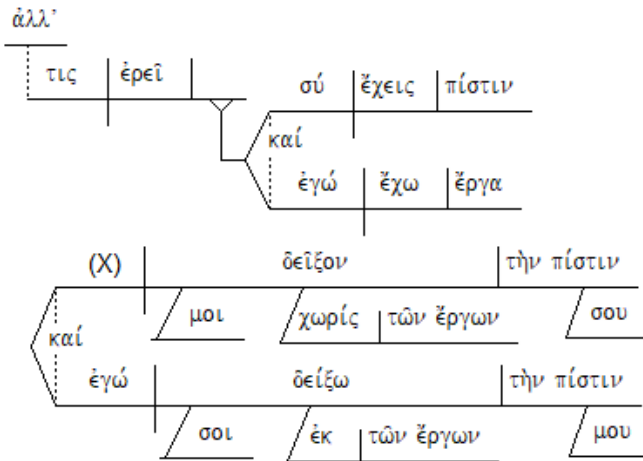 ἀλλ’
τις ἐρεῖ
σύ ἔχεις πίστιν
καί
ἐγώ ἔχω ἔργα
(X) δεῖξον τὴν πίστιν
μοι χωρίς τῶν ἔργων σου
καί
ἐγώ δείξω τὴν πίστιν
σοι ἐκ τῶν ἔργων μου